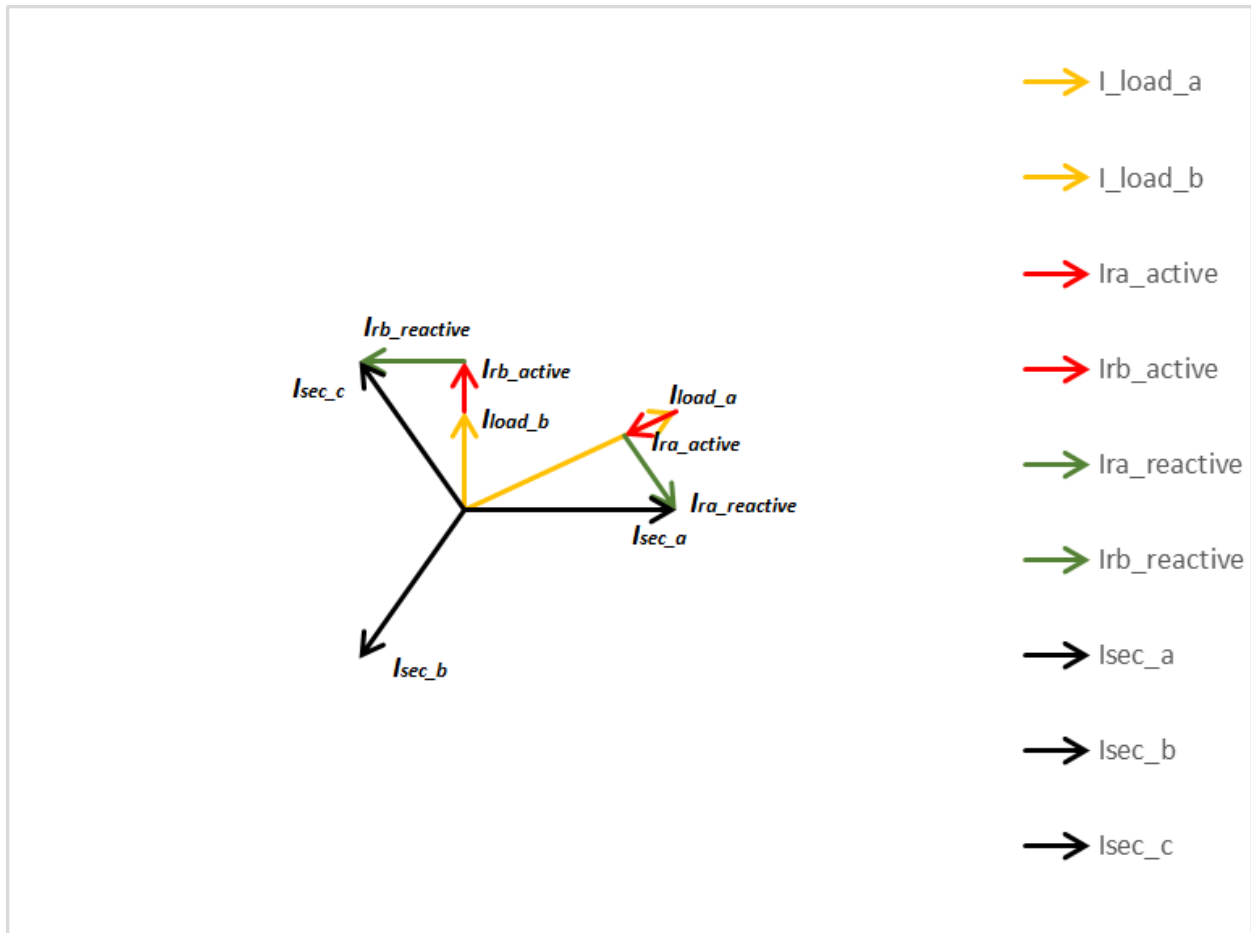 I_load_a
I_load_b
Ira_active
Irb_active
Ira_reactive
Irb_reactive
Isec_a
Isec_b
Isec_c
Irb_reactive
Irb_active
Isec_c
Iload_a
Iload_b
Ira_active
Ira_reactive
Isec_a
Isec_b